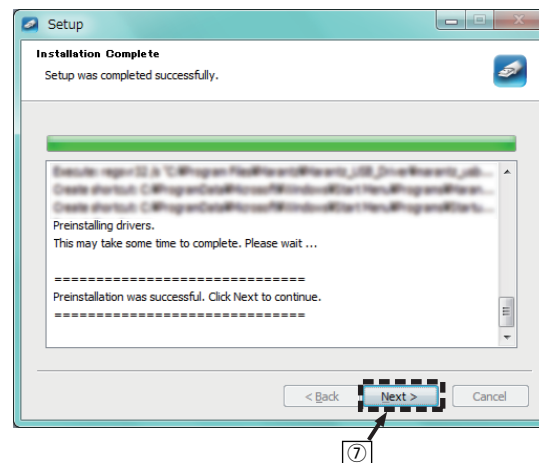 Setup
Installation Complete
Setup was completed successfully.
Preinstalling drivers.
This may take some time to complete. Please wait ...
==============================
Preinstallation was successful. Click Next to continue.
==============================
< Back Next > Cancel
⑦